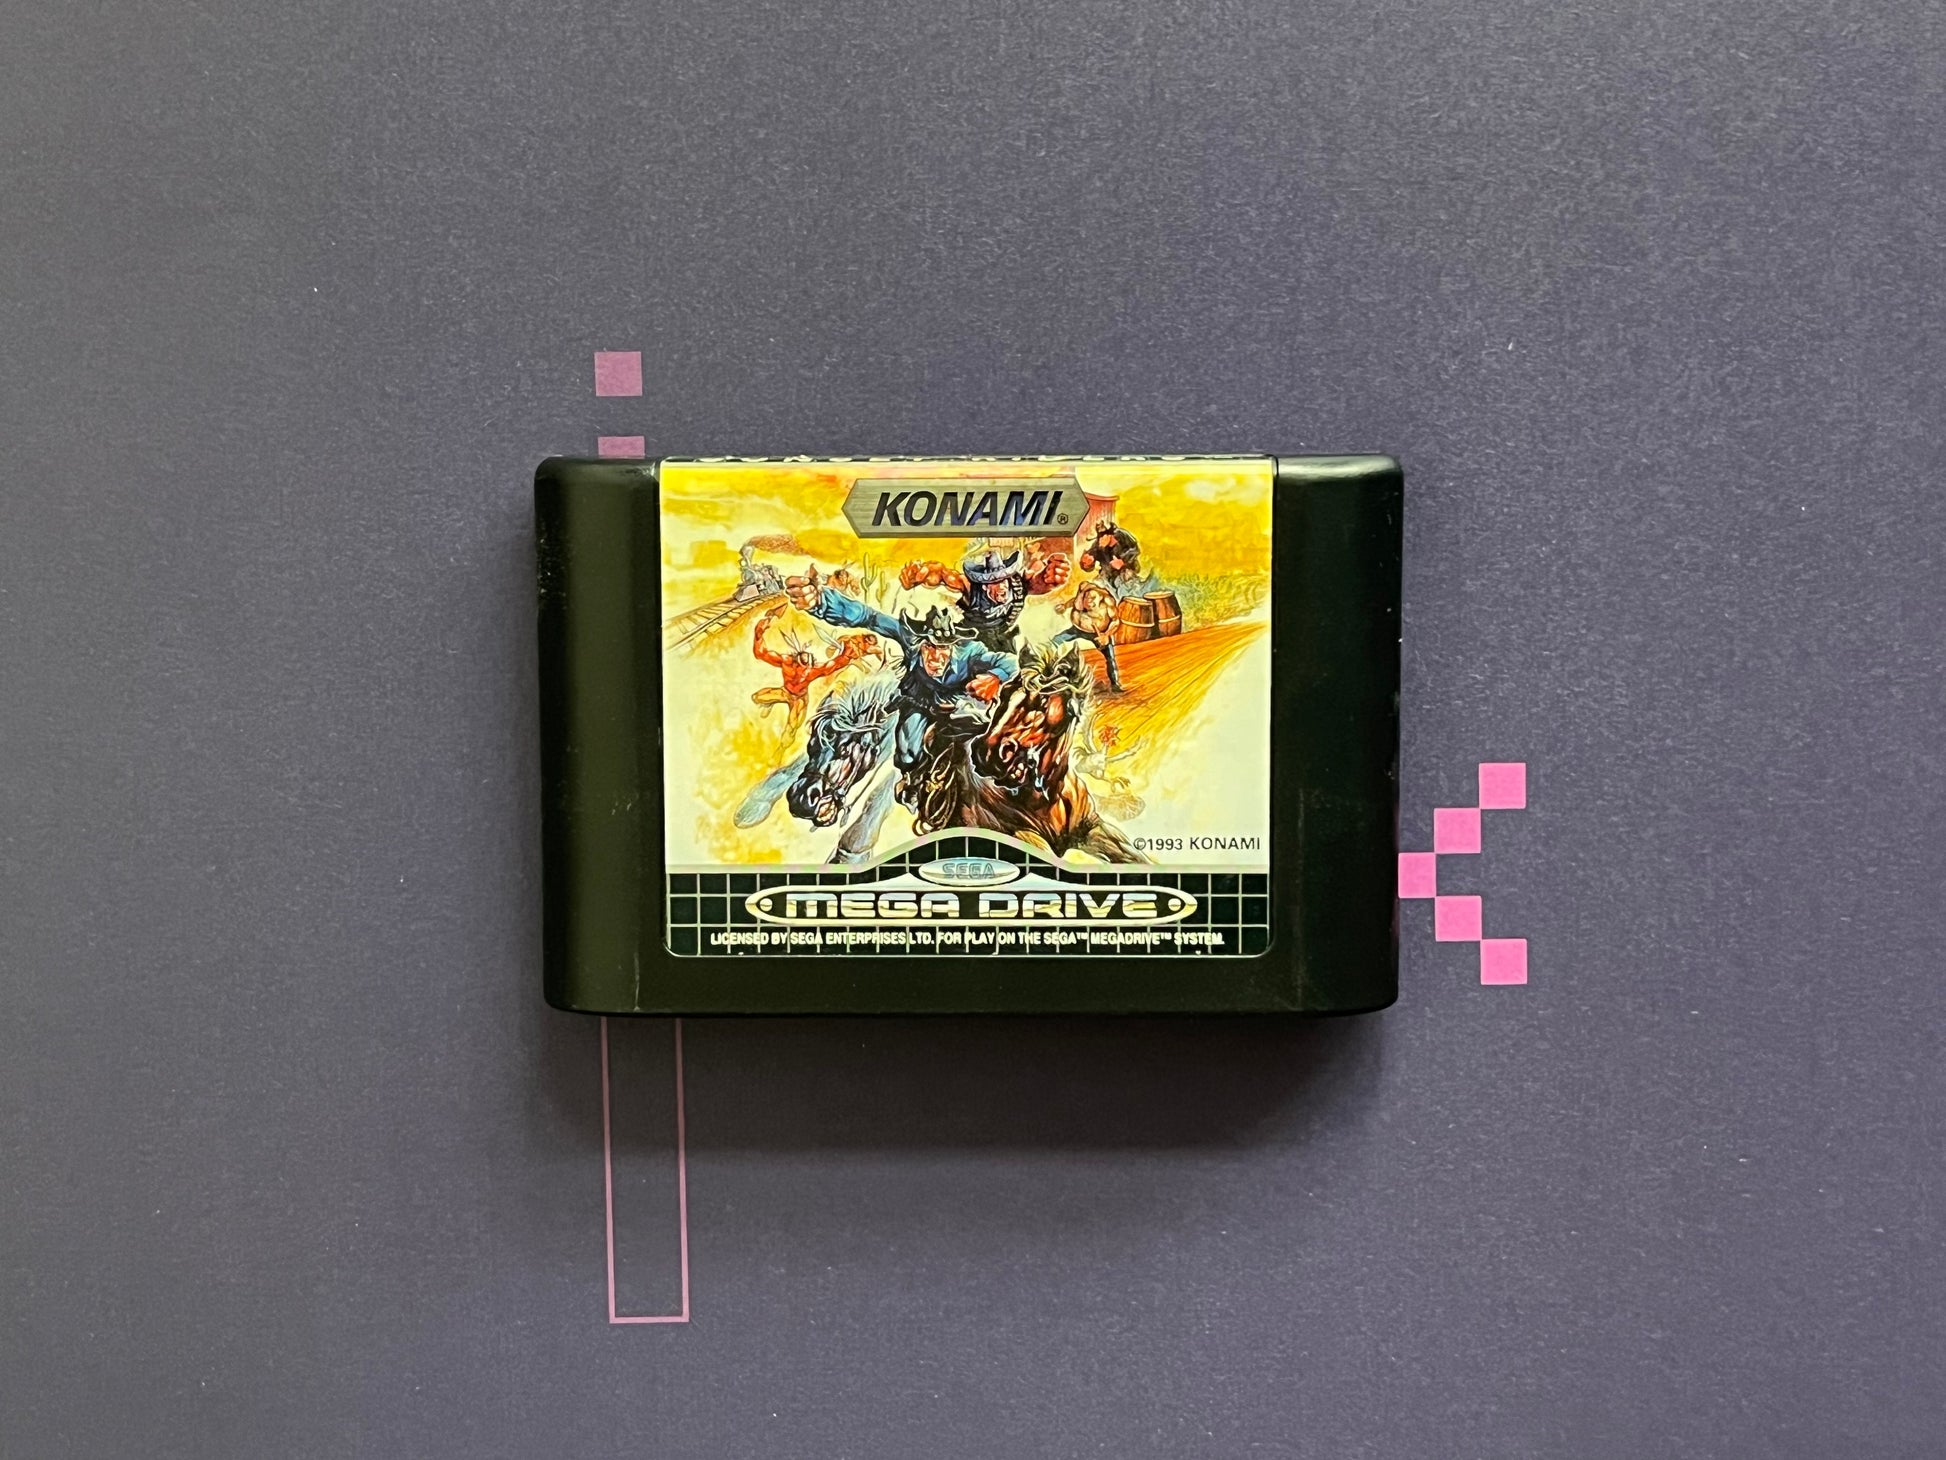 KONAMI®
©1993 KONAMI
SEGA
MEGA DRIVE
LICENSED BY SEGA ENTERPRISES LTD. FOR PLAY ON THE SEGA™ MEGADRIVE™ SYSTEM.